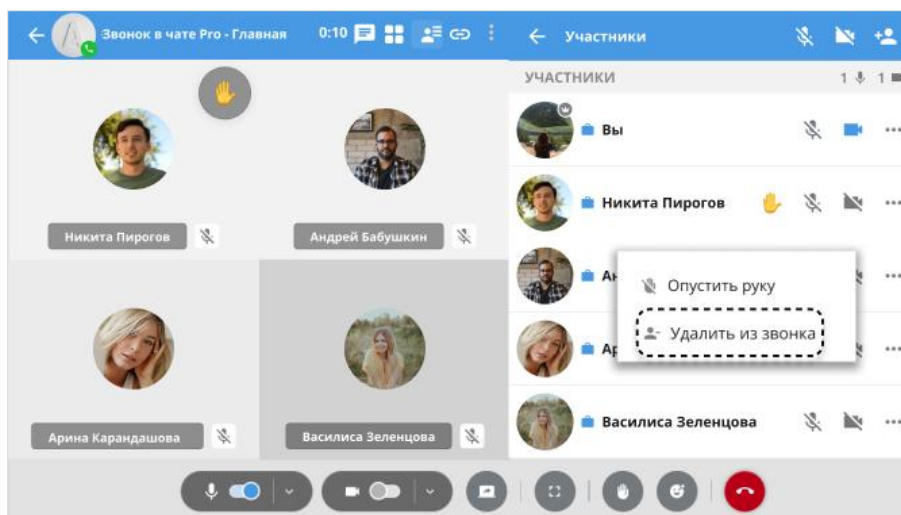 Звонок в чате Pro - Главная 0:10
Участники
УЧАСТНИКИ 1 1
Вы
Никита Пирогов
Опустить руку
Удалить из звонка
Василиса Зеленцова
Никита Пирогов
Андрей Бабушкин
Арина Карандашова
Василиса Зеленцова